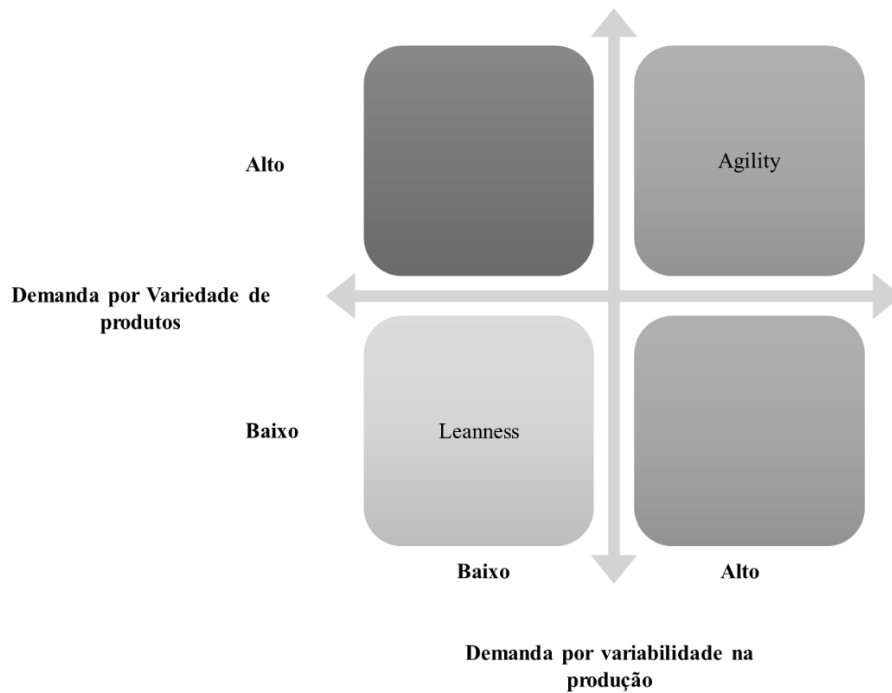 Alto
Agility
Demanda por Variedade de
produtos
Baixo
Leanness
Baixo
Alto
Demanda por variabilidade na
produção